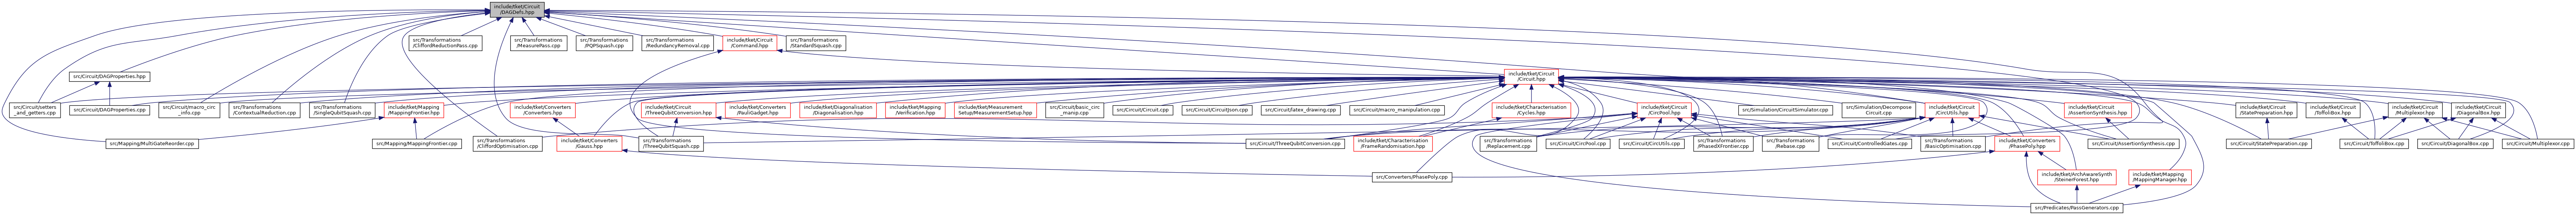 include/tket/Circuit
/DAGDefs.hpp
src/Transformations
/CliffordReductionPass.cpp
src/Transformations
/MeasurePass.cpp
src/Transformations
/PQPSquash.cpp
src/Transformations
/RedundancyRemoval.cpp
include/tket/Circuit
/Command.hpp
src/Transformations
/StandardSquash.cpp
src/Circuit/DAGProperties.hpp
include/tket/Circuit
/Circuit.hpp
src/Circuit/setters
_and_getters.cpp
src/Circuit/DAGProperties.cpp
src/Circuit/macro_circ
_info.cpp
src/Transformations
/ContextualReduction.cpp
src/Transformations
/SingleQubitSquash.cpp
include/tket/Mapping
/MappingFrontier.hpp
include/tket/Converters
/Converters.hpp
include/tket/Circuit
/ThreeQubitConversion.hpp
include/tket/Converters
/PauliGadget.hpp
include/tket/Diagonalisation
/Diagonalisation.hpp
include/tket/Mapping
/Verification.hpp
include/tket/Measurement
Setup/MeasurementSetup.hpp
src/Circuit/basic_circ
_manip.cpp
src/Circuit/Circuit.cpp
src/Circuit/CircuitJson.cpp
src/Circuit/latex_drawing.cpp
src/Circuit/macro_manipulation.cpp
include/tket/Characterisation
/Cycles.hpp
include/tket/Circuit
/CircPool.hpp
src/Simulation/CircuitSimulator.cpp
src/Simulation/Decompose
Circuit.cpp
include/tket/Circuit
/CircUtils.hpp
include/tket/Circuit
/AssertionSynthesis.hpp
include/tket/Circuit
/StatePreparation.hpp
include/tket/Circuit
/ToffoliBox.hpp
include/tket/Circuit
/Multiplexor.hpp
include/tket/Circuit
/DiagonalBox.hpp
src/Mapping/MultiGateReorder.cpp
src/Mapping/MappingFrontier.cpp
src/Transformations
/CliffordOptimisation.cpp
include/tket/Converters
/Gauss.hpp
src/Transformations
/ThreeQubitSquash.cpp
src/Circuit/ThreeQubitConversion.cpp
include/tket/Characterisation
/FrameRandomisation.hpp
src/Transformations
/Replacement.cpp
src/Circuit/CircPool.cpp
src/Circuit/CircUtils.cpp
src/Transformations
/PhasedXFrontier.cpp
src/Transformations
/Rebase.cpp
src/Circuit/ControlledGates.cpp
src/Transformations
/BasicOptimisation.cpp
include/tket/Converters
/PhasePoly.hpp
src/Circuit/AssertionSynthesis.cpp
src/Circuit/StatePreparation.cpp
src/Circuit/ToffoliBox.cpp
src/Circuit/DiagonalBox.cpp
src/Circuit/Multiplexor.cpp
src/Converters/PhasePoly.cpp
include/tket/ArchAwareSynth
/SteinerForest.hpp
include/tket/Mapping
/MappingManager.hpp
src/Predicates/PassGenerators.cpp